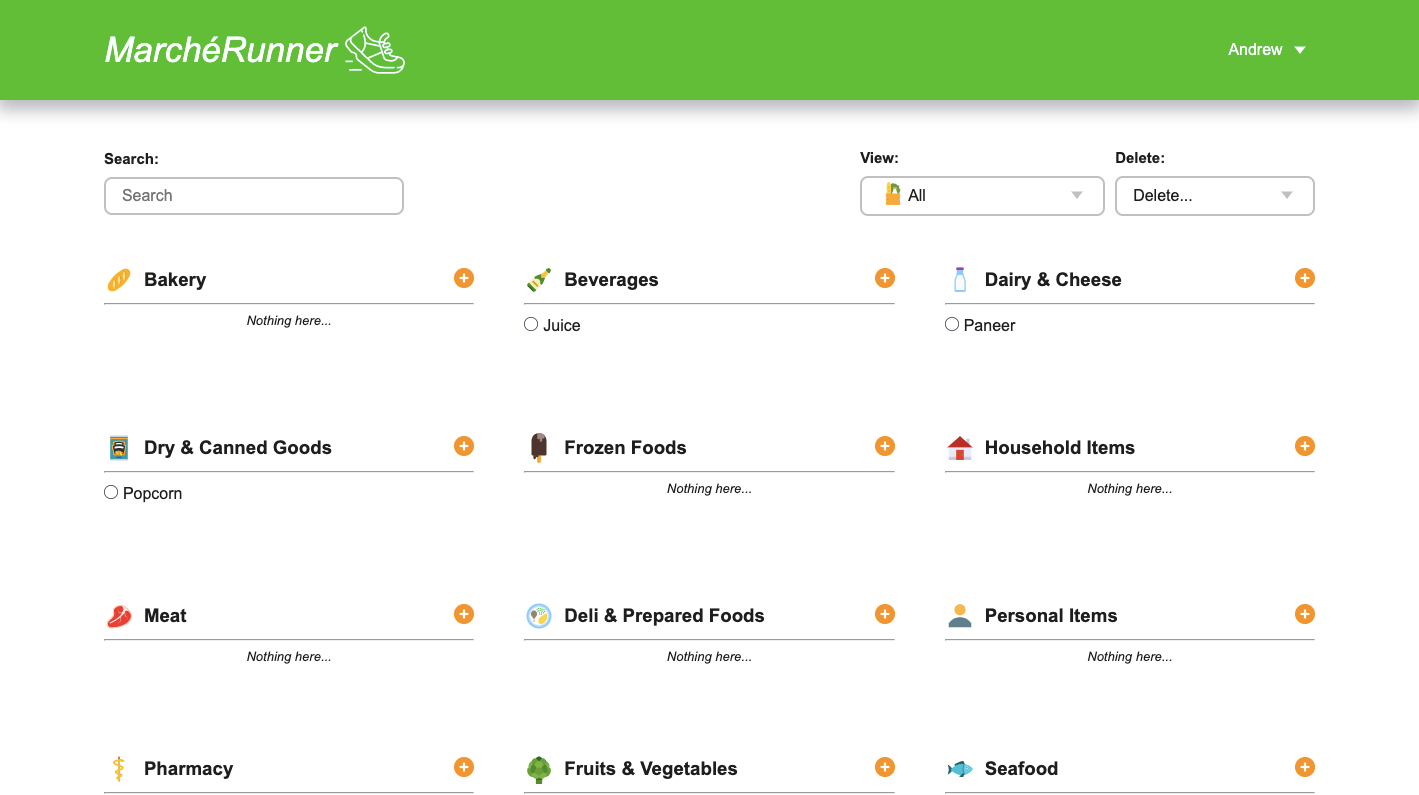 MarchéRunner
Andrew
Search:
View:
Delete:
Search
All
Delete...
Bakery
Beverages
Dairy & Cheese
Nothing here...
Juice
Paneer
Dry & Canned Goods
Frozen Foods
Household Items
Popcorn
Nothing here...
Nothing here...
Meat
Deli & Prepared Foods
Personal Items
Nothing here...
Nothing here...
Nothing here...
Pharmacy
Fruits & Vegetables
Seafood